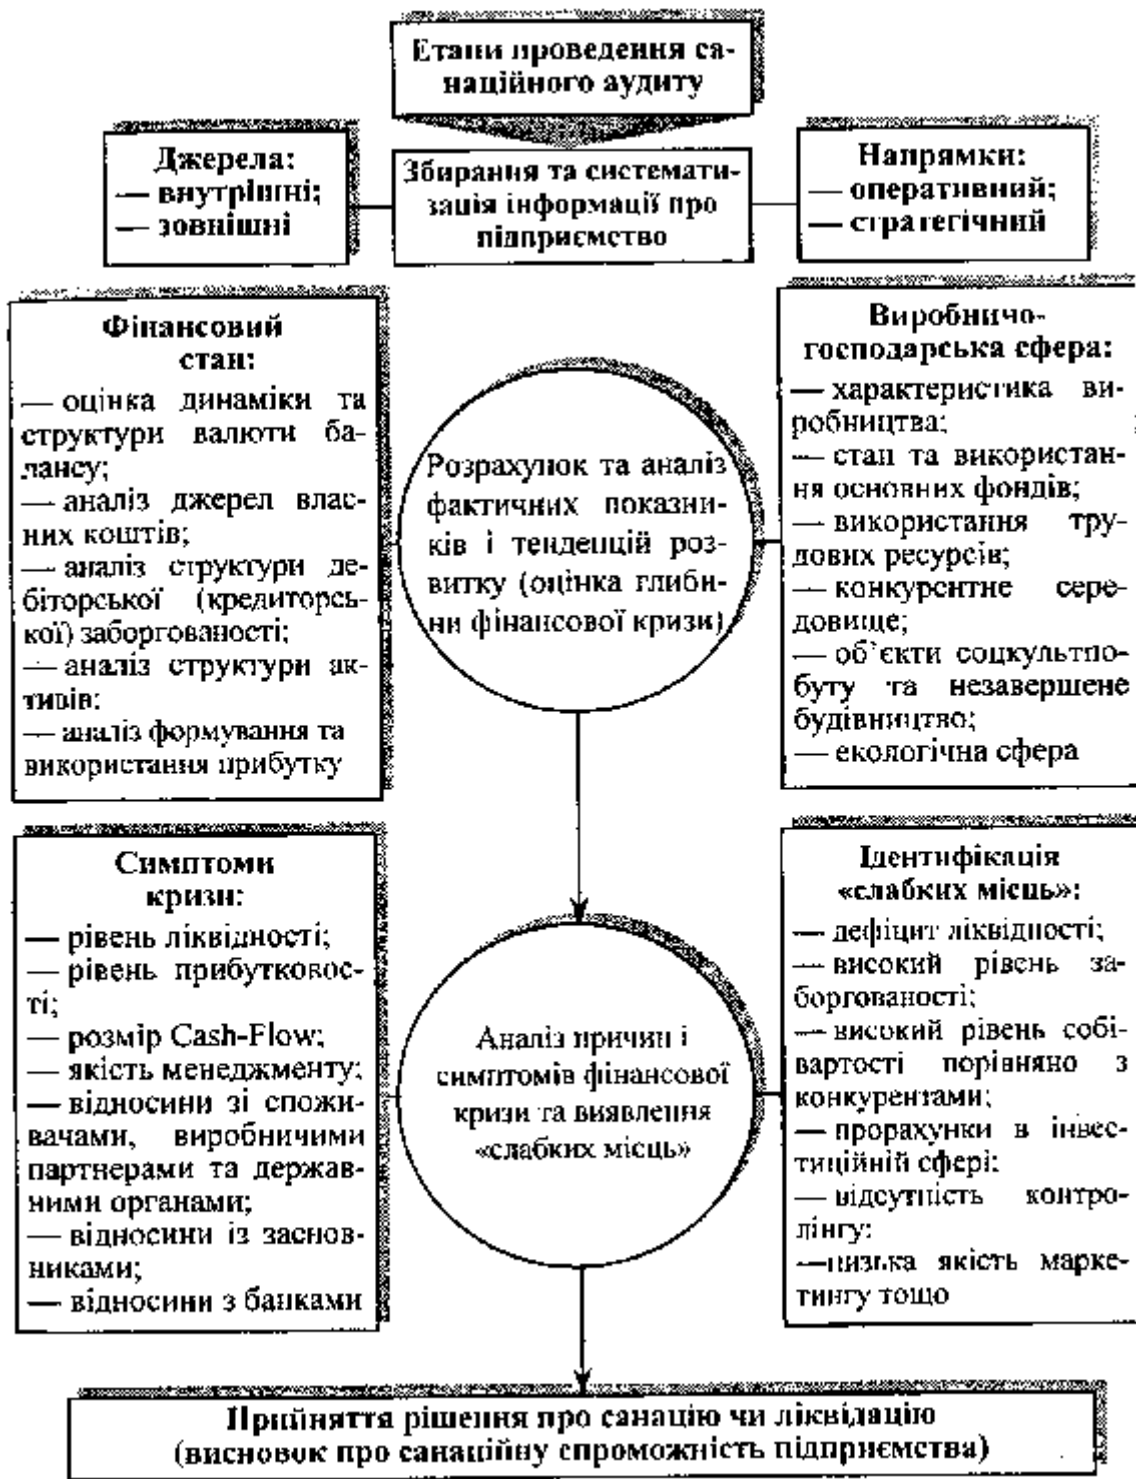 Етапи проведення са-
наційного аудиту
Джерела:
— внутрішні;
— зовнішні
Збирання та системати-
зація інформації про
підприємство
Напрямки:
— оперативний;
— стратегічний
Фінансовий
стан:
— оцінка динаміки та
структури валюти ба-
лансу;
— аналіз джерел влас-
них коштів;
— аналіз структури де-
біторської (кредиторсь-
кої) заборгованості;
— аналіз структури ак-
тивів;
— аналіз формування та
використання прибутку
Розрахунок та аналіз
фактичних показни-
ків і тенденцій роз-
витку (оцінка глиби-
ни фінансової кризи)
Виробничо-
господарська сфера:
— характеристика ви-
робництва;
— стан та використан-
ня основних фондів;
— використання тру-
дових ресурсів;
— конкурентне сере-
довище;
— об’єкти соцкультпо-
буту та незавершене
будівництво;
— екологічна сфера
Симптоми
кризи:
— рівень ліквідності;
— рівень прибутковос-
ті;
— розмір Cash-Flow;
— якість менеджменту;
— відносини зі спожи-
вачами, виробничими
партнерами та держав-
ними органами;
— відносини із заснов-
никами;
— відносини з банками
Аналіз причин і
симптомів фінансової
кризи та виявлення
«слабких місць»
Ідентифікація
«слабких місць»:
— дефіцит ліквідності;
— високий рівень за-
боргованості;
— високий рівень собі-
вартості порівняно з
конкурентами;
— прорахунки в інвес-
тиційній сфері;
— відсутність контро-
лінгу;
— низька якість марке-
тингу тощо
Прийняття рішення про санацію чи ліквідацію
(висновок про санаційну спроможність підприємства)